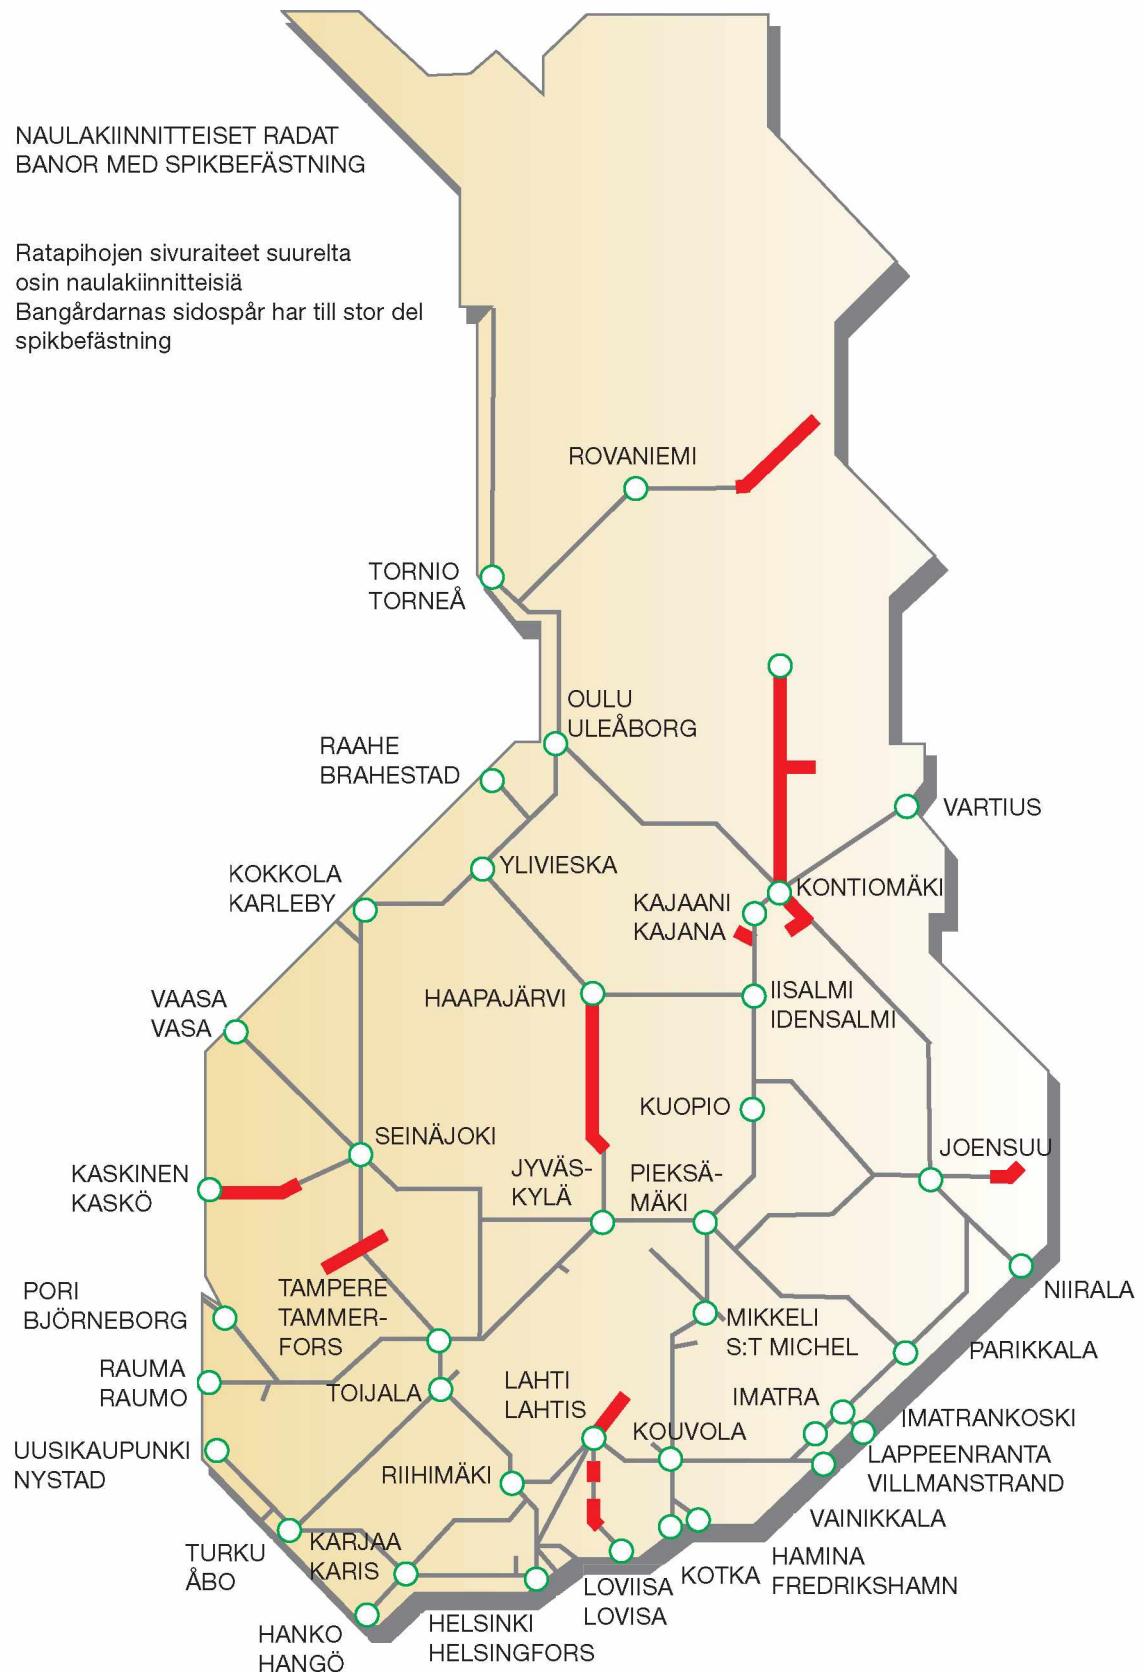 NAULAKIINNITTEISET RADAT
BANOR MED SPIKBEFÄSTNING
Ratapihojen sivuraiteet suurelta
osin naulakiinnitteisiä
Bangårdarnas sidospår har till stor del
spikbefästning
ROVANIEMI
TORNIO
TORNEÅ
OULU
ULEÅBORG
RAAHE
BRAHESTAD
VARTIUS
YLIVIESKA
KOKKOLA
KARLEBY
KONTIOMÄKI
KAJAANI
KAJANA
VAASA
VASA
HAAPAJÄRVI
IISALMI
IDENSALMI
KUOPIO
SEINÄJOKI
JOENSUU
KASKINEN
KASKÖ
JYVÄS-
KYLÄ
PIEKSÄ-
MÄKI
PORI
BJÖRNEBORG
TAMPERE
TAMMER-
FORS
NIIRALA
MIKKELI
S:T MICHEL
PARIKKALA
RAUMA
RAUMO
TOIJALA
LAHTI
LAHTIS
IMATRA
IMATRANKOSKI
KOUVOLA
LAPPEENRANTA
VILLMANSTRAND
UUSIKAUPUNKI
NYSTAD
RIIHIMÄKI
VAINIKKALA
TURKU
ÅBO
KARJAA
KARIS
HAMINA
FREDRIKSHAMN
KOTKA
LOVIISA
LOVISA
HELSINKI
HELSINGFORS
HANKO
HANGÖ